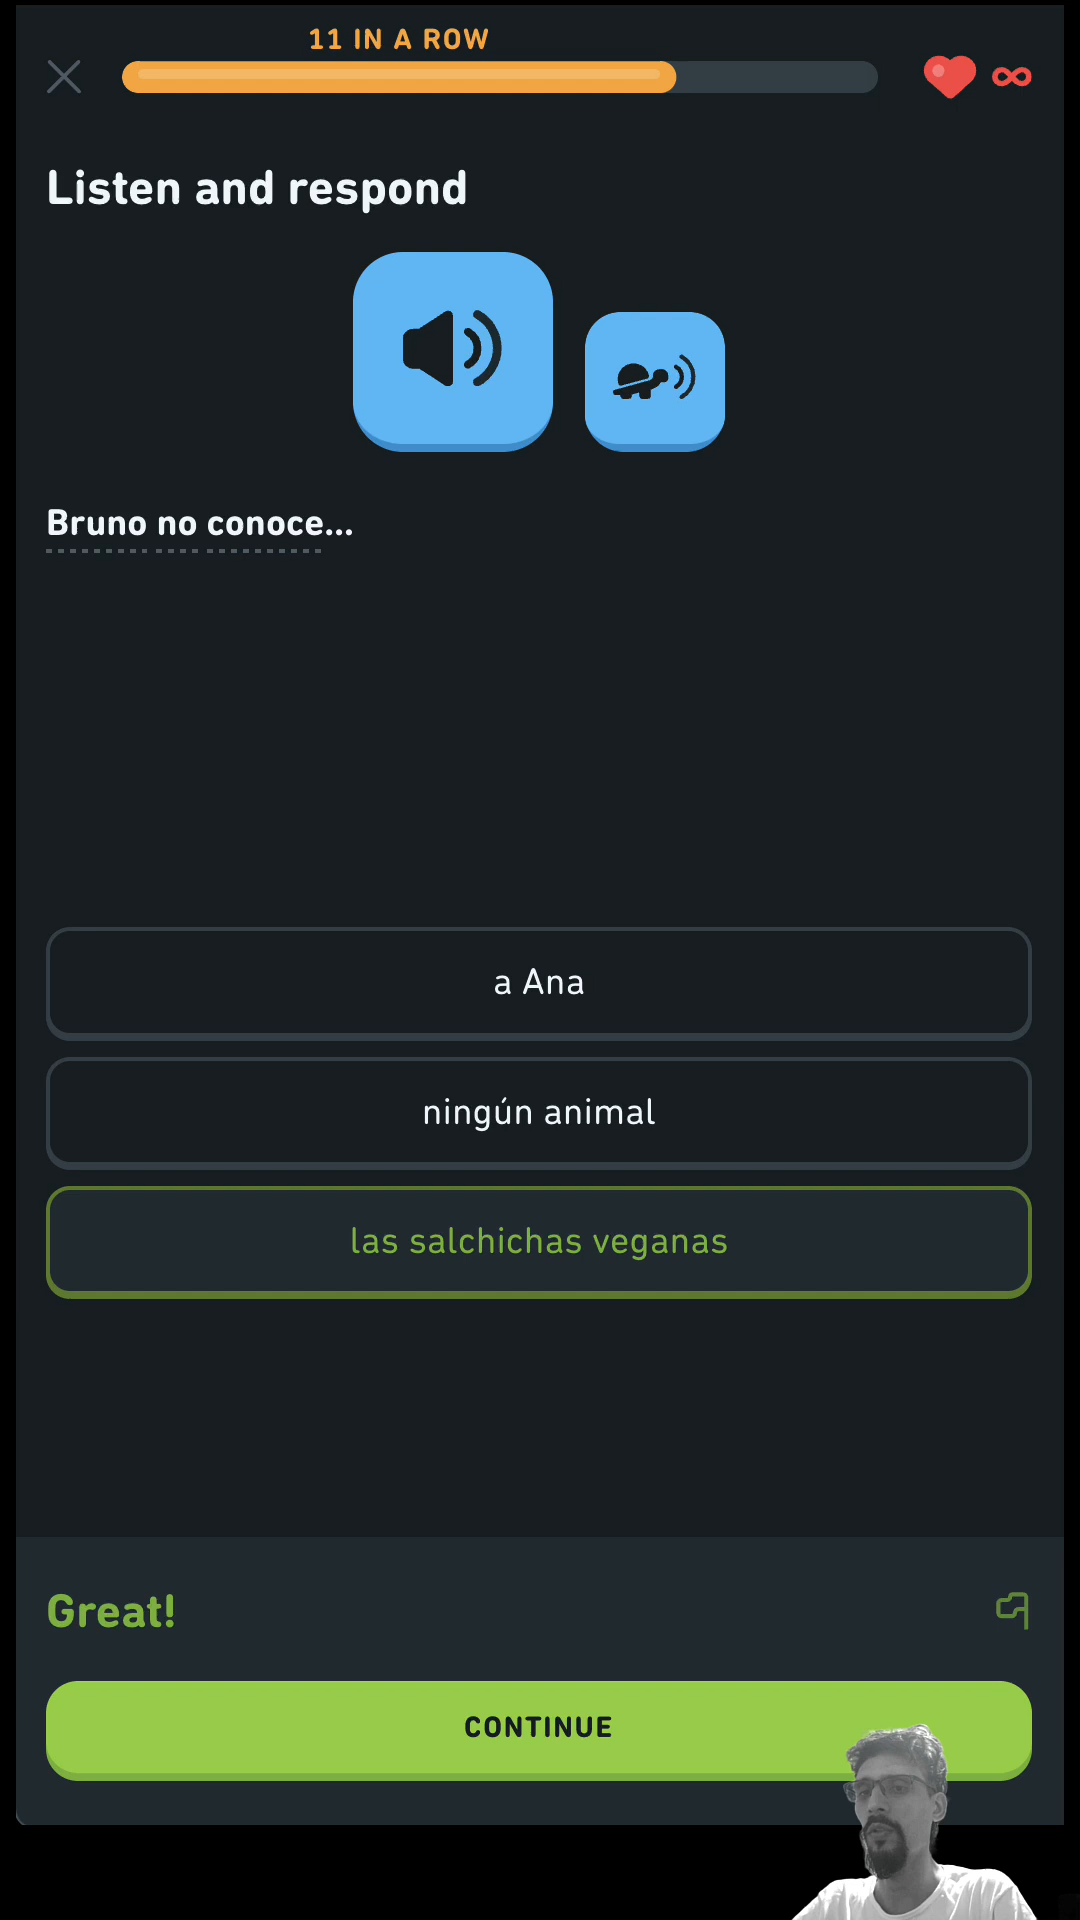 11 IN A ROW
Listen and respond
Bruno no conoce...
a Ana
ningún animal
las salchichas veganas
Great!
CONTINUE